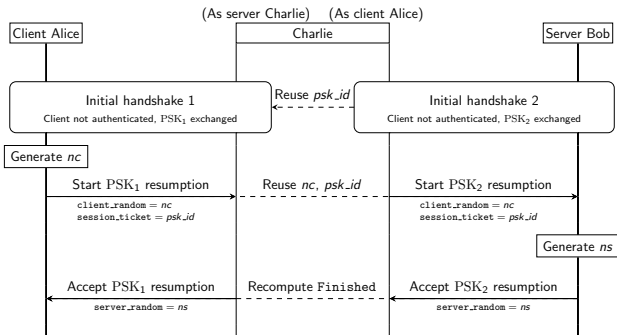 (As server Charlie) (As client Alice)
Client Alice Charlie Server Bob
Initial handshake 1
Client not authenticated, PSK₁ exchanged
Reuse psk_id
Initial handshake 2
Client not authenticated, PSK₂ exchanged
Generate nc
Start PSK₁ resumption
client_random = nc
session_ticket = psk_id
Reuse nc, psk_id
Start PSK₂ resumption
client_random = nc
session_ticket = psk_id
Generate ns
Accept PSK₁ resumption
server_random = ns
Recompute Finished
Accept PSK₂ resumption
server_random = ns